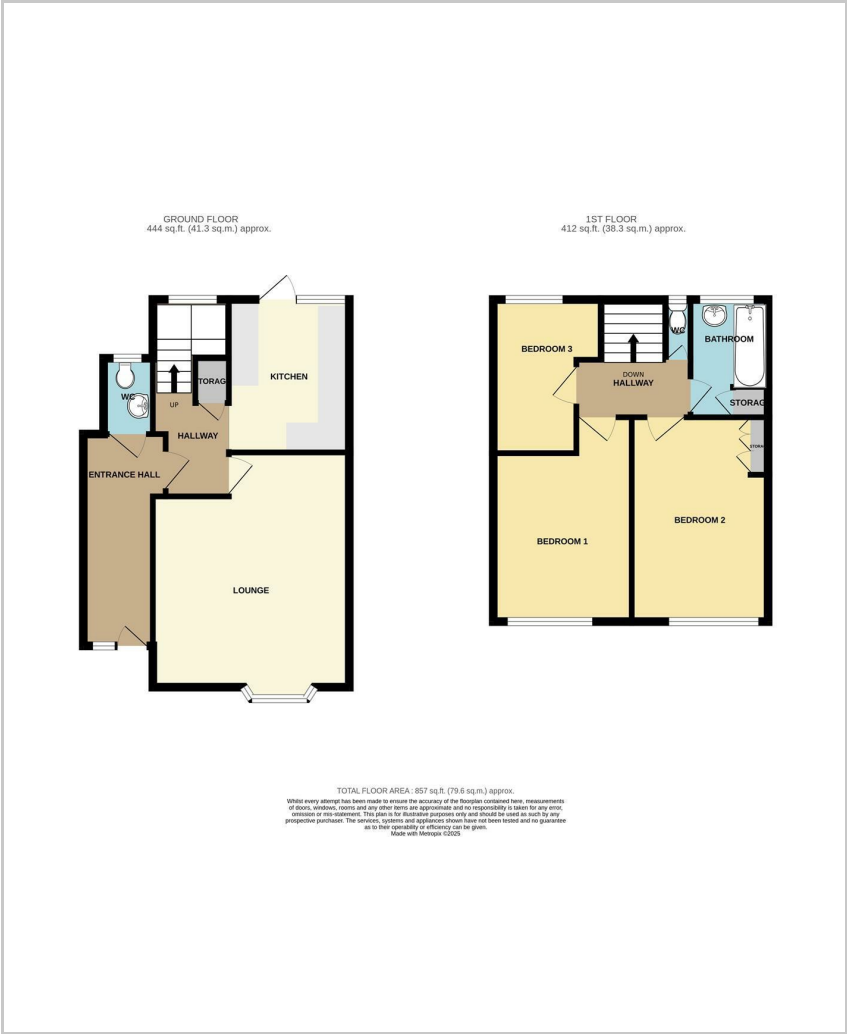 GROUND FLOOR
444 sq.ft. (41.3 sq.m.) approx.
1ST FLOOR
412 sq.ft. (38.3 sq.m.) approx.
WC
TORAG
KITCHEN
UP
HALLWAY
ENTRANCE HALL
LOUNGE
BEDROOM 3
WC
BATHROOM
DOWN
HALLWAY
STORAG
STORA
BEDROOM 2
BEDROOM 1
TOTAL FLOOR AREA : 857 sq.ft. (79.6 sq.m.) approx.
Whilst every attempt has been made to ensure the accuracy of the floorplan contained here, measurements
of doors, windows, rooms and any other items are approximate and no responsibility is taken for any error,
omission or mis-statement. This plan is for illustrative purposes only and should be used as such by any
prospective purchaser. The services, systems and appliances shown have not been tested and no guarantee
as to their operability or efficiency can be given.
Made with Metropix ©2025